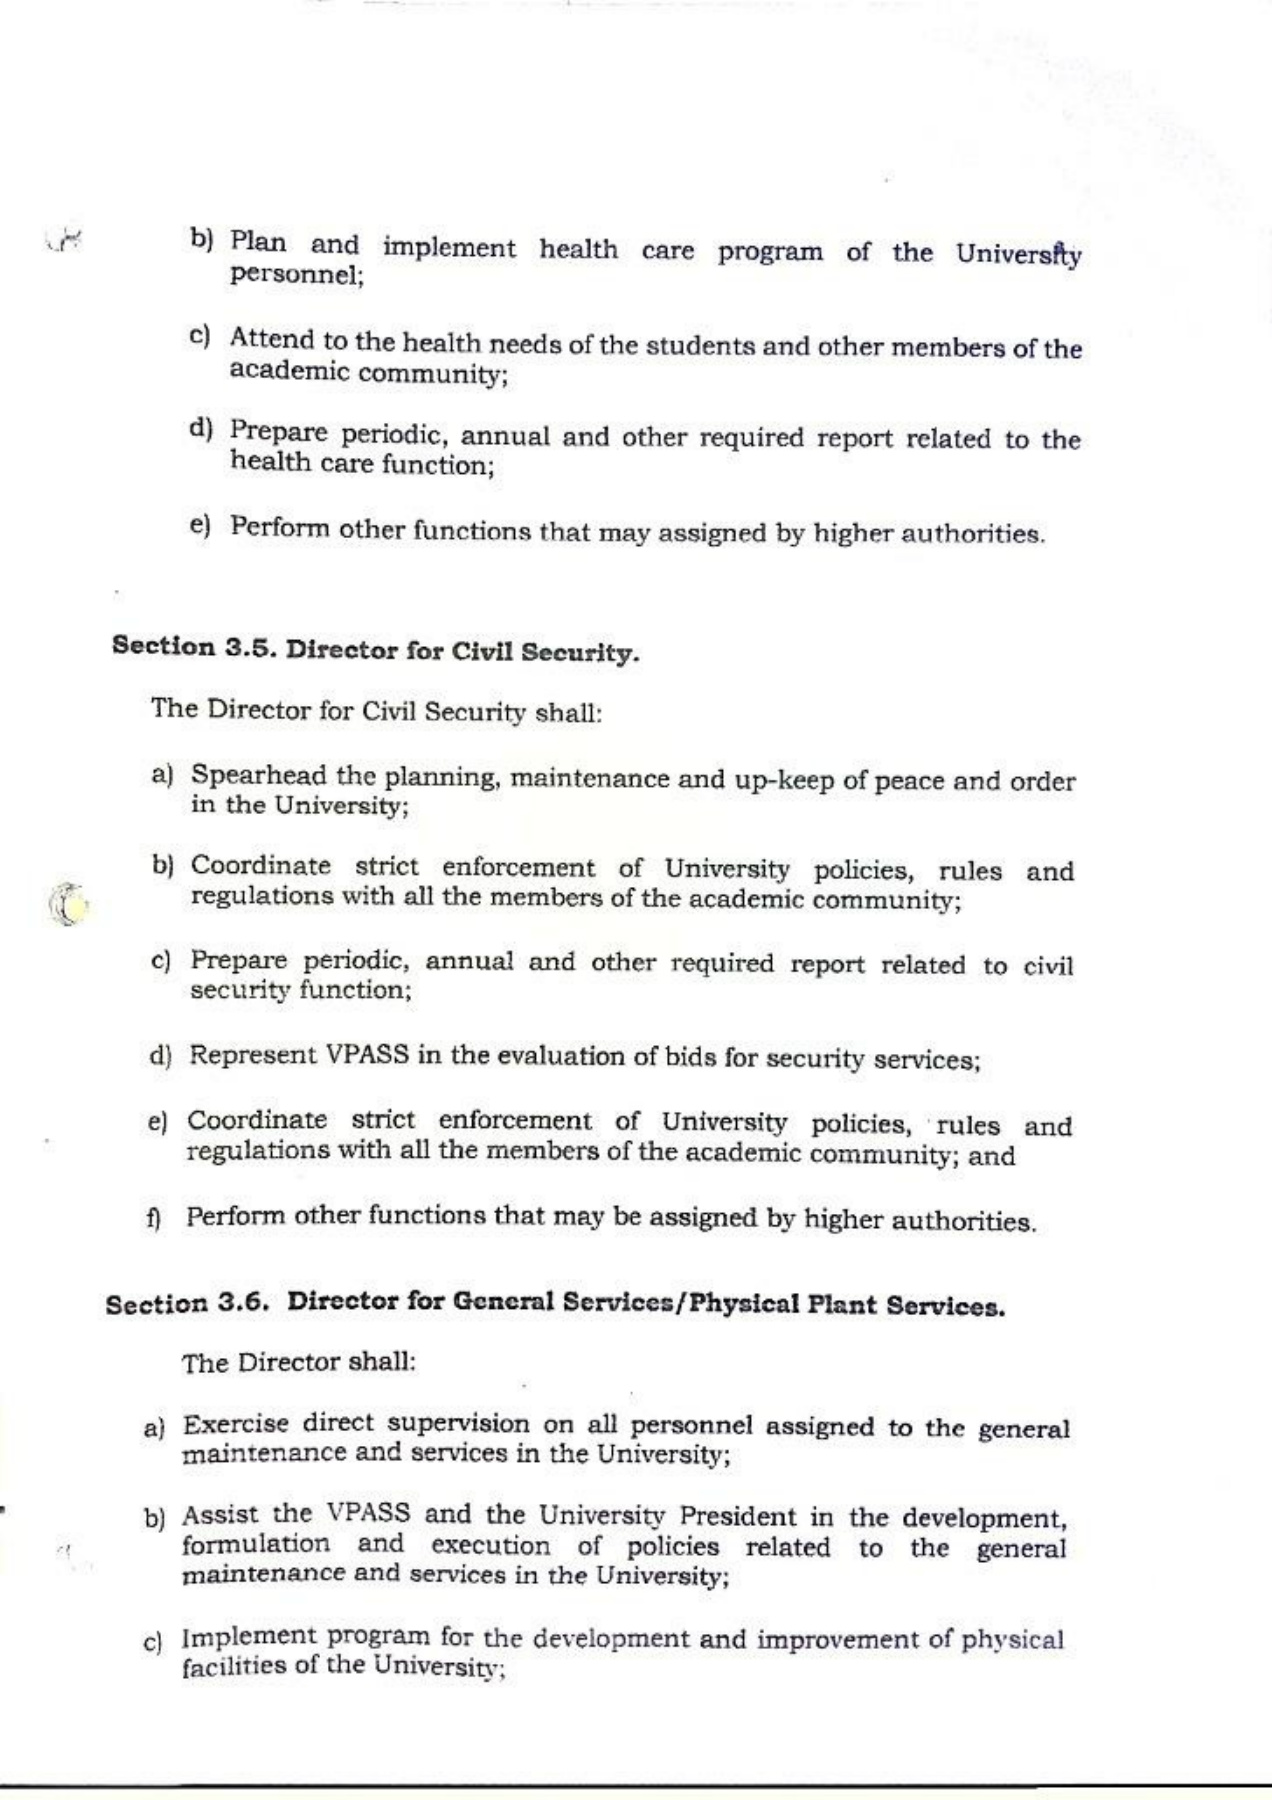 b) Plan and implement health care program of the University
personnel;
c) Attend to the health needs of the students and other members of the
academic community;
d) Prepare periodic, annual and other required report related to the
health care function;
e) Perform other functions that may assigned by higher authorities.
Section 3.5. Director for Civil Security.
The Director for Civil Security shall:
a) Spearhead the planning, maintenance and up-keep of peace and order
in the University;
b) Coordinate strict enforcement of University policies, rules and
regulations with all the members of the academic community;
c) Prepare periodic, annual and other required report related to civil
security function;
d) Represent VPASS in the evaluation of bids for security services;
e) Coordinate strict enforcement of University policies, rules and
regulations with all the members of the academic community; and
f) Perform other functions that may be assigned by higher authorities.
Section 3.6. Director for General Services/Physical Plant Services.
The Director shall:
a) Exercise direct supervision on all personnel assigned to the general
maintenance and services in the University;
b) Assist the VPASS and the University President in the development,
formulation and execution of policies related to the general
maintenance and services in the University;
c) Implement program for the development and improvement of physical
facilities of the University;